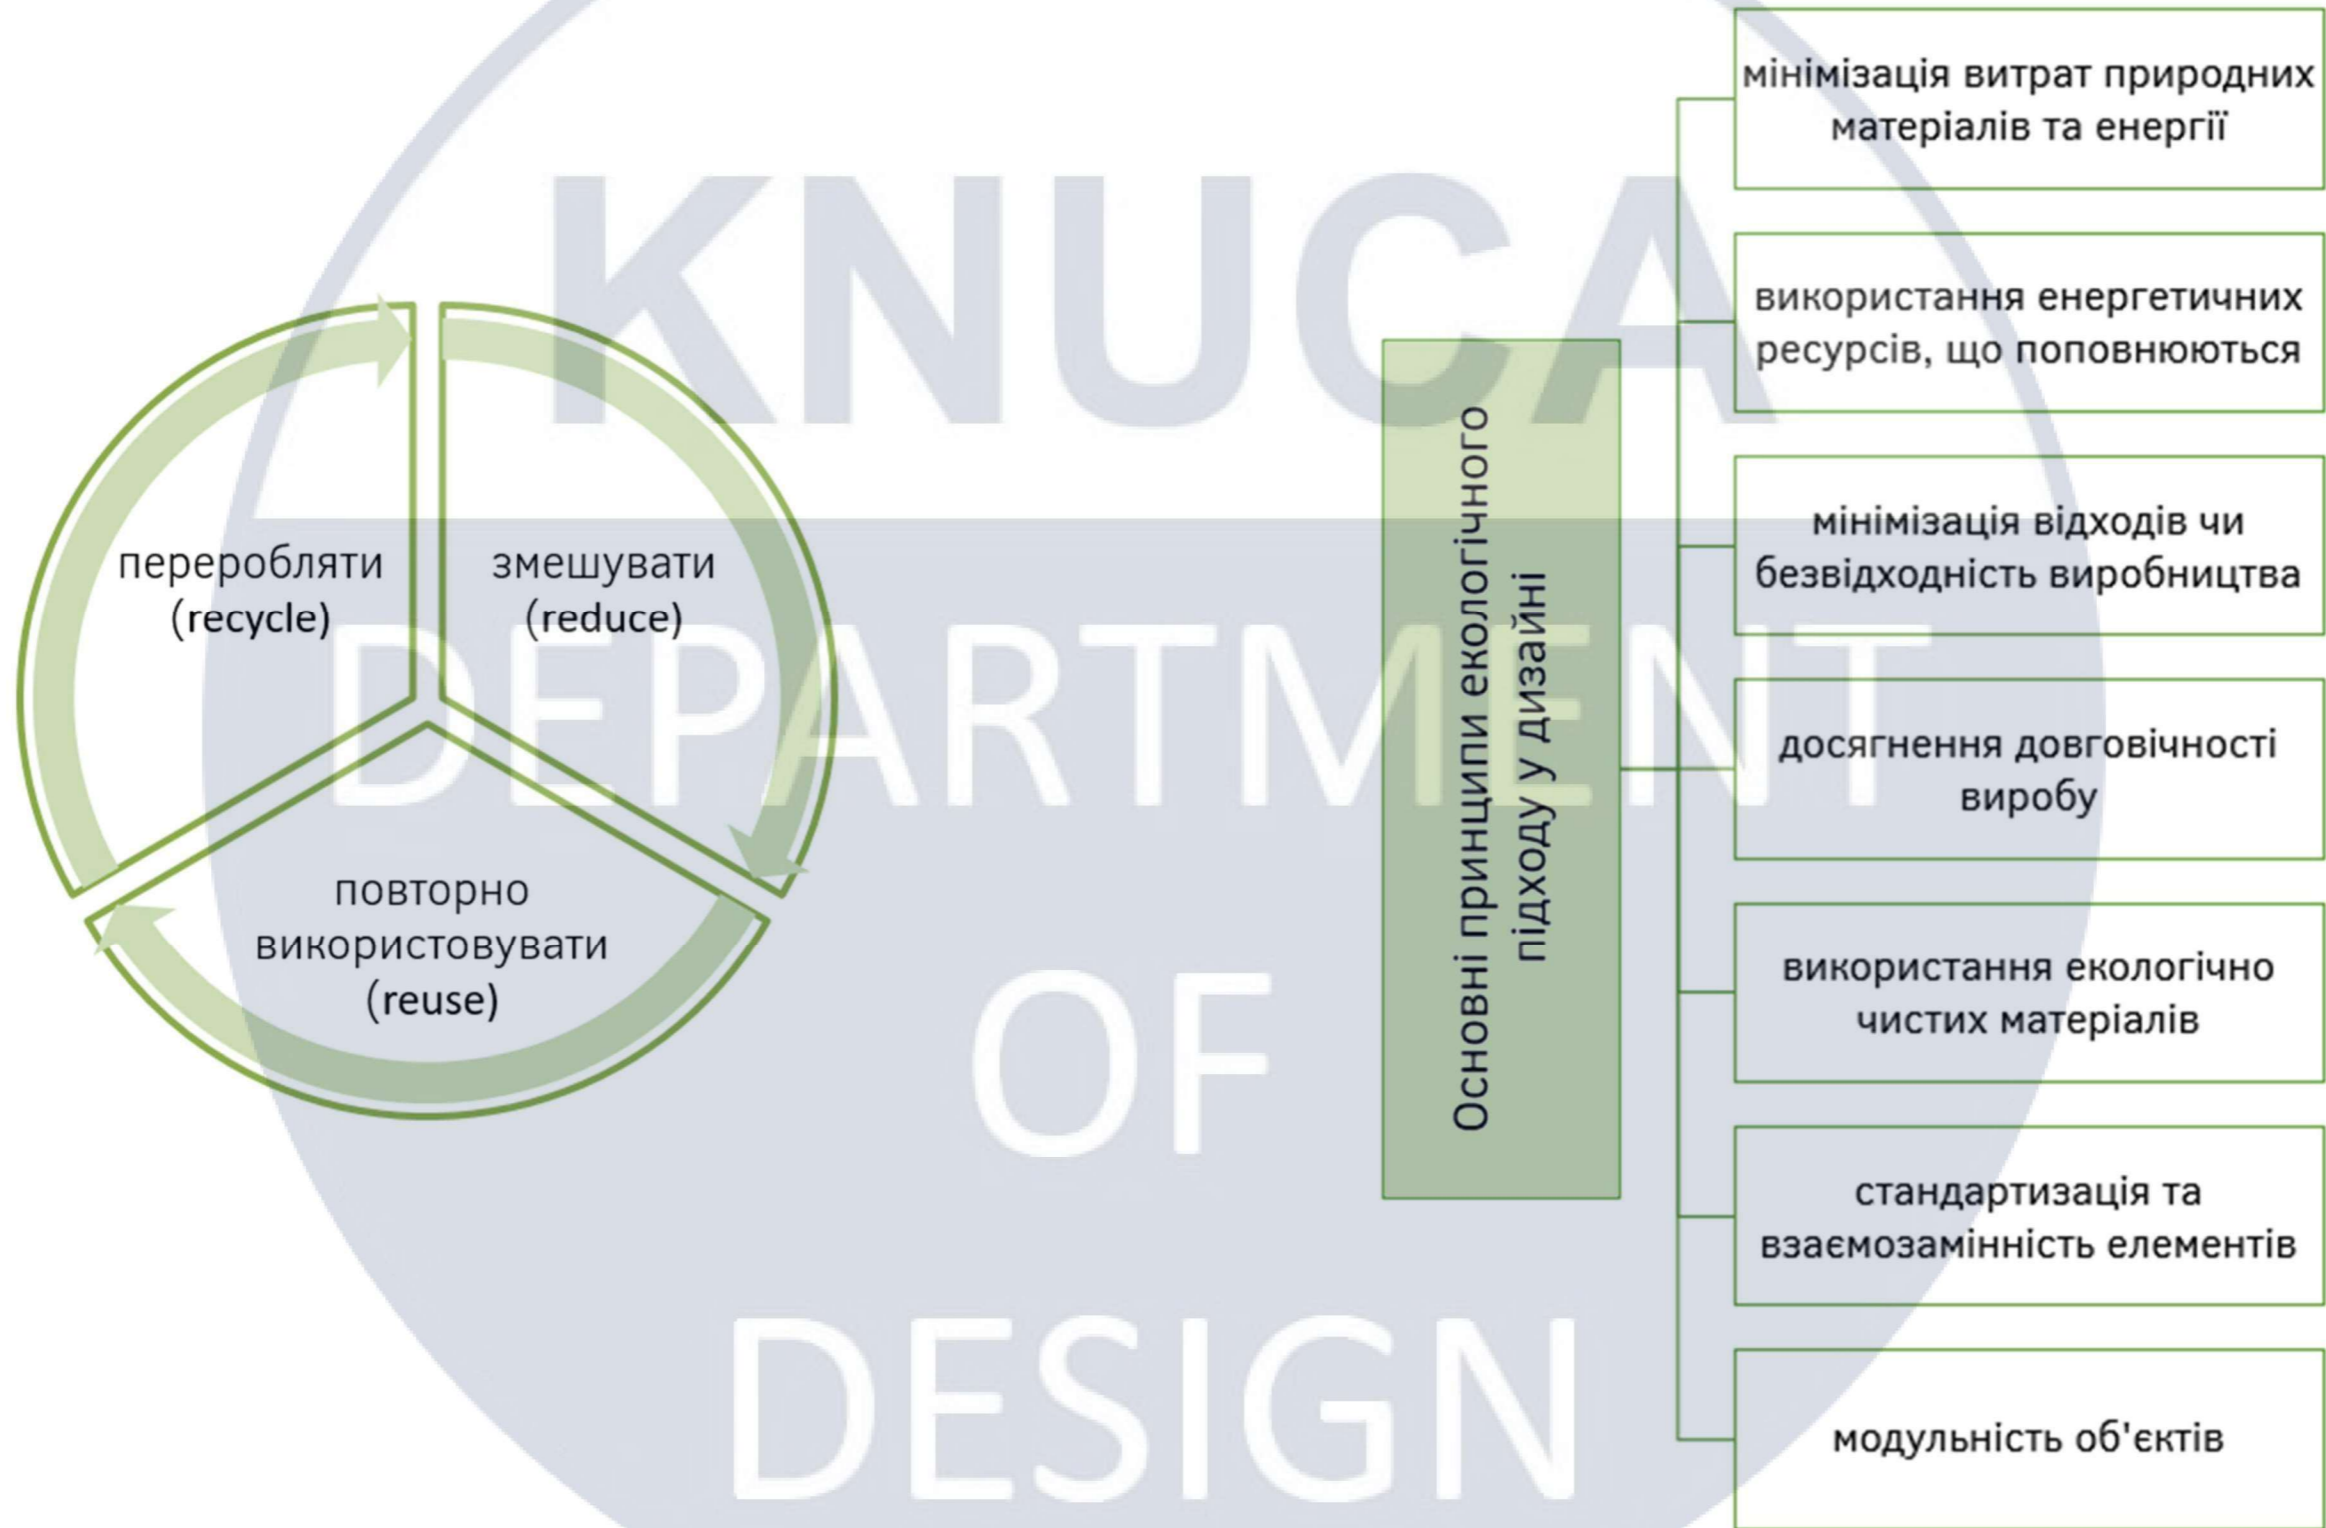 KNUCA
DEPARTMENT
OF
DESIGN
переробляти
(recycle)
змешувати
(reduce)
повторно
використовувати
(reuse)
Основні принципи екологічного
підходу у дизайні
мінімізація витрат природних
матеріалів та енергії
використання енергетичних
ресурсів, що поповнюються
мінімізація відходів чи
безвідходність виробництва
досягнення довговічності
виробу
використання екологічно
чистих матеріалів
стандартизація та
взаємозамінність елементів
модульність об'єктів